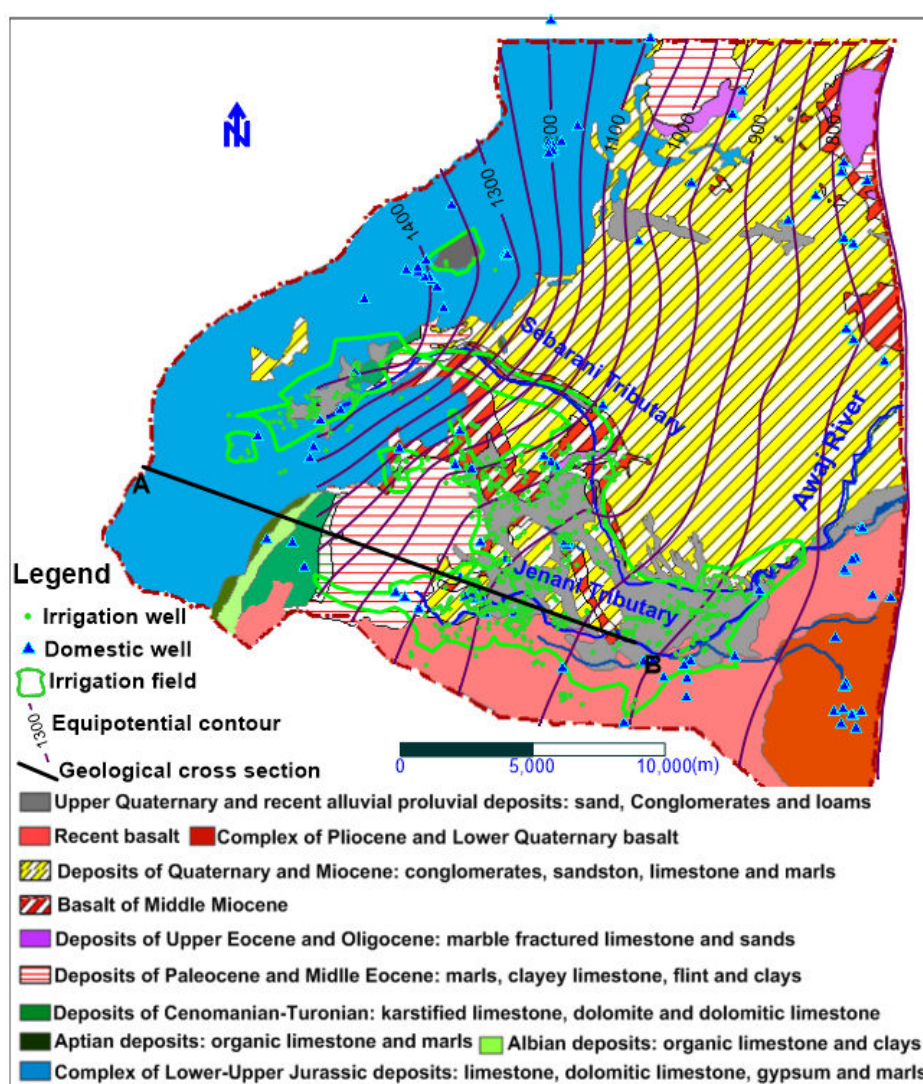 N
1100
1000
900
800
1300
1400
Sebarani Tributary
Awaj River
A
Jenani Tributary
B
Legend
Irrigation well
Domestic well
Irrigation field
1300
Equipotential contour
Geological cross section
0 5,000 10,000(m)
Upper Quaternary and recent alluvial proluvial deposits: sand, Conglomerates and loams
Recent basalt Complex of Pliocene and Lower Quaternary basalt
Deposits of Quaternary and Miocene: conglomerates, sandston, limestone and marls
Basalt of Middle Miocene
Deposits of Upper Eocene and Oligocene: marble fractured limestone and sands
Deposits of Paleocene and Midlle Eocene: marls, clayey limestone, flint and clays
Deposits of Cenomanian-Turonian: karstified limestone, dolomite and dolomitic limestone
Aptian deposits: organic limestone and marls Albian deposits: organic limestone and clays
Complex of Lower-Upper Jurassic deposits: limestone, dolomitic limestone, gypsum and marls